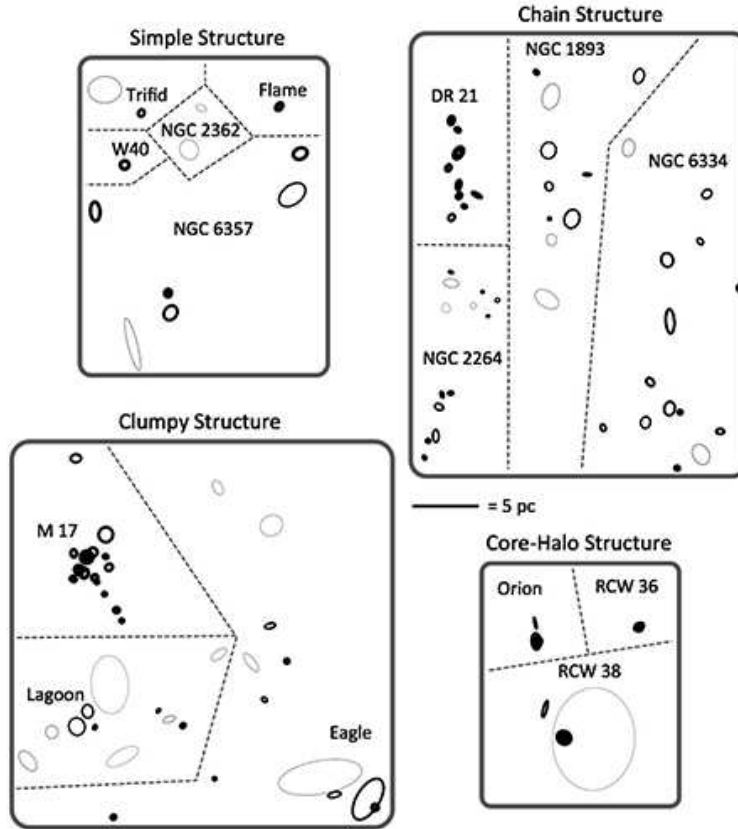 Simple Structure
Trifid
Flame
NGC 2362
W40
NGC 6357
Chain Structure
NGC 1893
DR 21
NGC 6334
NGC 2264
Clumpy Structure
M 17
Lagoon
Eagle
= 5 pc
Core-Halo Structure
Orion
RCW 36
RCW 38